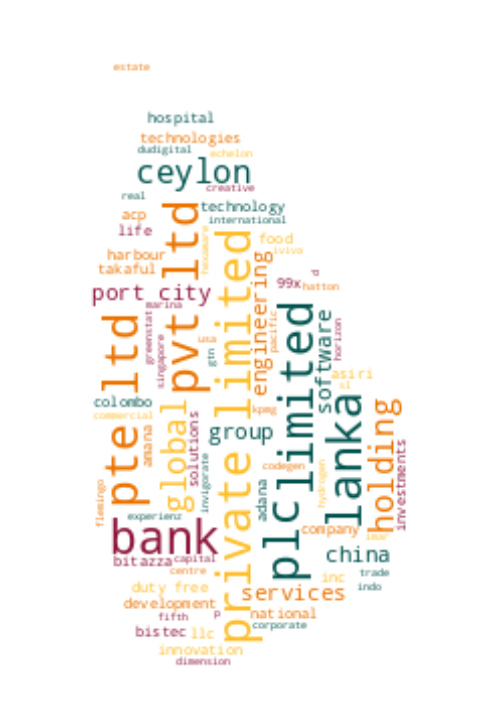 estate
hospital
technologies
dudigital
echelon
ceylon
creative
real
technology
acp
international
life
pvt ltd
private limited
food
harbour
hexaware
engineering
iviva
takaful
p
99x
hatton
port city
marina
pte ltd
greenstat
singapore
usa
gtn
pacific
plc
limited
software
horizon
asiri
sl
colombo
commercial
global
solutions
kpmg
lanka
holding
amana
group
investments
invigorate
codegen
flemingo
adana
hydrogen
experienz
bank
company
imar
bitazza
capital
china
centre
trade
duty free
inc
indo
services
development
fifth
p
national
corporate
bistec
llc
innovation
dimension